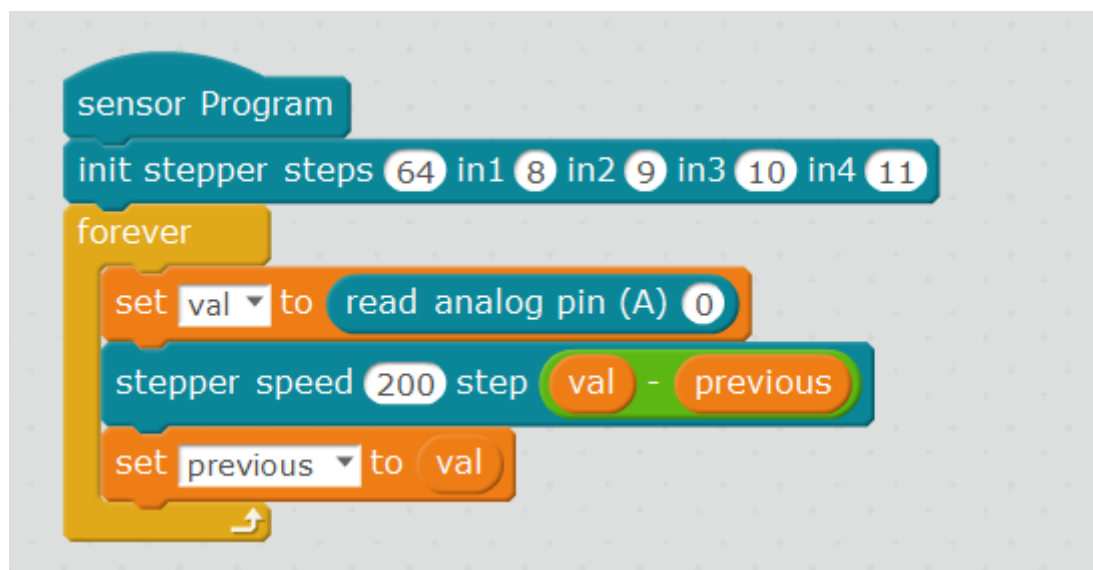 sensor Program
init stepper steps 64 in1 8 in2 9 in3 10 in4 11
forever
set val to read analog pin (A) 0
stepper speed 200 step val - previous
set previous to val